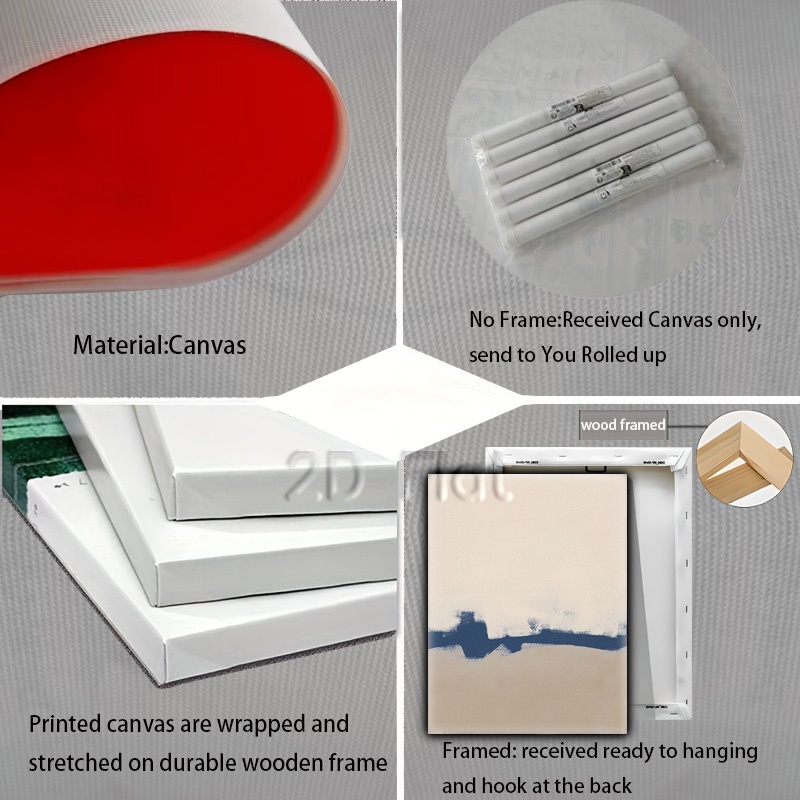 Material:Canvas
No Frame:Received Canvas only,
send to You Rolled up
2D Flat
wood framed
Printed canvas are wrapped and
stretched on durable wooden frame
Framed: received ready to hanging
and hook at the back